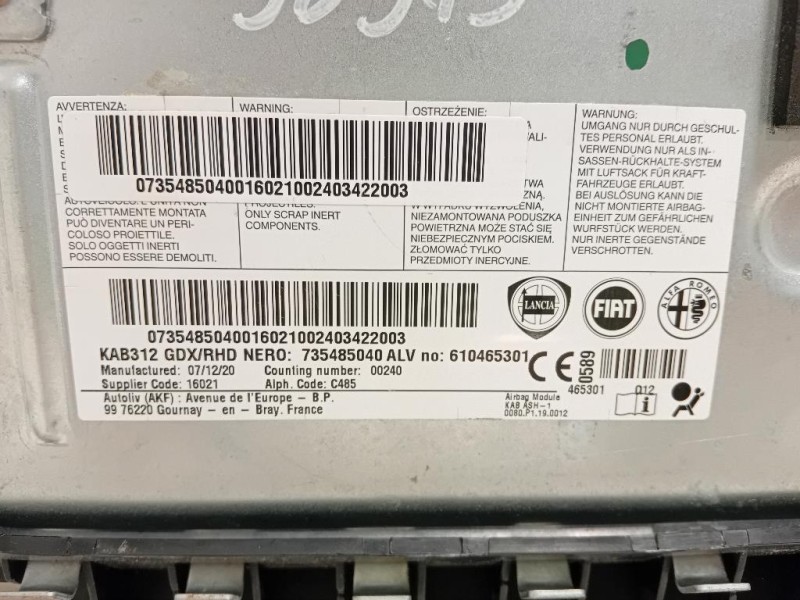 AVVERTENZA:
0735485040016021002403422003
CORRETTAMENTE MONTATA
PUÒ DIVENTARE UN PERI-
COLOSO PROIETTILE.
SOLO OGGETTI INERTI
POSSONO ESSERE DEMOLITI.
WARNING:
PROJECTILES.
ONLY SCRAP INERT
COMPONENTS.
OSTRZEŻENIE:
W WYPADKU WYZWOLENIA,
NIEZAMONTOWANA PODUSZKA
POWIETRZNA MOŻE STAĆ SIĘ
NIEBEZPIECZNYM POCISKIEM.
ZŁOMOWAĆ TYLKO
PRZEDMIOTY INERCYJNE.
WARNUNG:
UMGANG NUR DURCH GESCHUL-
TES PERSONAL ERLAUBT.
VERWENDUNG NUR ALS IN-
SASSEN-RÜCKHALTE-SYSTEM
MIT LUFTSACK FÜR KRAFT-
FAHRZEUGE ERLAUBT.
BEI AUSLÖSUNG KANN DIE
NICHT MONTIERTE AIRBAG-
EINHEIT ZUM GEFÄHRLICHEN
WURFSTÜCK WERDEN.
NUR INERTE GEGENSTÄNDE
VERSCHROTTEN.
0735485040016021002403422003
LANCIA
FIAT
ALFA ROMEO
KAB312 GDX/RHD NERO: 735485040 ALV no: 610465301
Manufactured: 07/12/20 Counting number: 00240
Supplier Code: 16021 Alph. Code: C485
Autoliv (AKF) : Avenue de l'Europe - B.P.
99 76220 Gournay - en - Bray. France
CE 0589
465301 012
Airbag Module
KAB ASH-1
0080.P1.19.0012
i